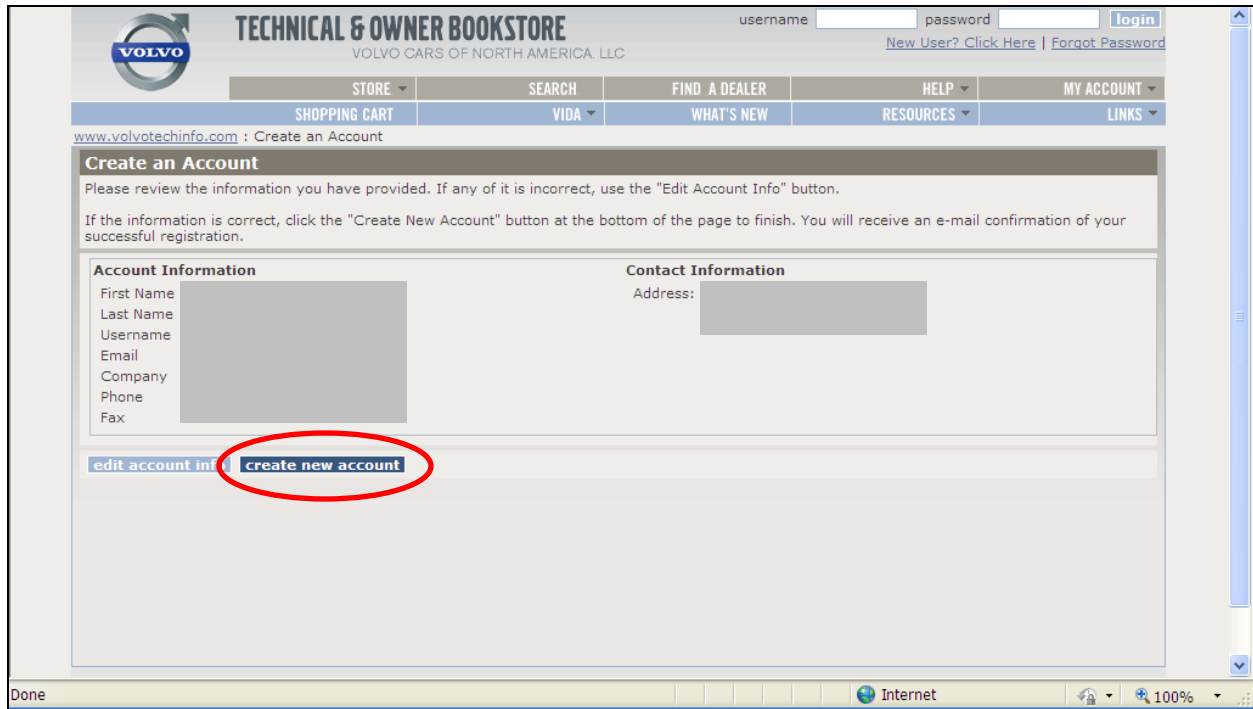 username password login
TECHNICAL & OWNER BOOKSTORE
VOLVO CARS OF NORTH AMERICA, LLC
New User? Click Here | Forgot Password
VOLVO
STORE SEARCH FIND A DEALER HELP MY ACCOUNT
SHOPPING CART VIDA WHAT'S NEW RESOURCES LINKS
www.volvotechinfo.com : Create an Account
Create an Account
Please review the information you have provided. If any of it is incorrect, use the "Edit Account Info" button.
If the information is correct, click the "Create New Account" button at the bottom of the page to finish. You will receive an e-mail confirmation of your
successful registration.
Account Information Contact Information
First Name Address:
Last Name
Username
Email
Company
Phone
Fax
edit account info create new account
Done Internet 100%